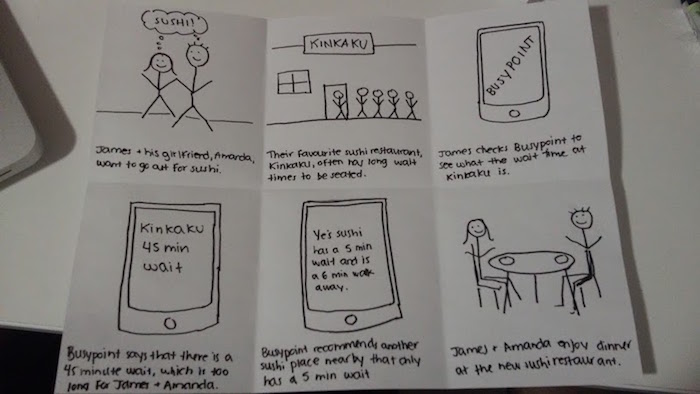 SUSHI!
James + his girlfriend, Amanda,
want to go out for sushi.
KINKAKU
Their favourite sushi restaurant,
Kinkaku, often has long wait
times to be seated.
BUSYPOINT
James checks Busypoint to
see what the wait time at
Kinkaku is.
Kinkaku
45 min
wait
Busypoint says that there is a
45 minute wait, which is too
long for James + Amanda.
Ye's sushi
has a 5 min
wait and is
a 6 min walk
away.
Busypoint recommends another
sushi place nearby that only
has a 5 min wait
James + Amanda enjoy dinner
at the new sushi restaurant.